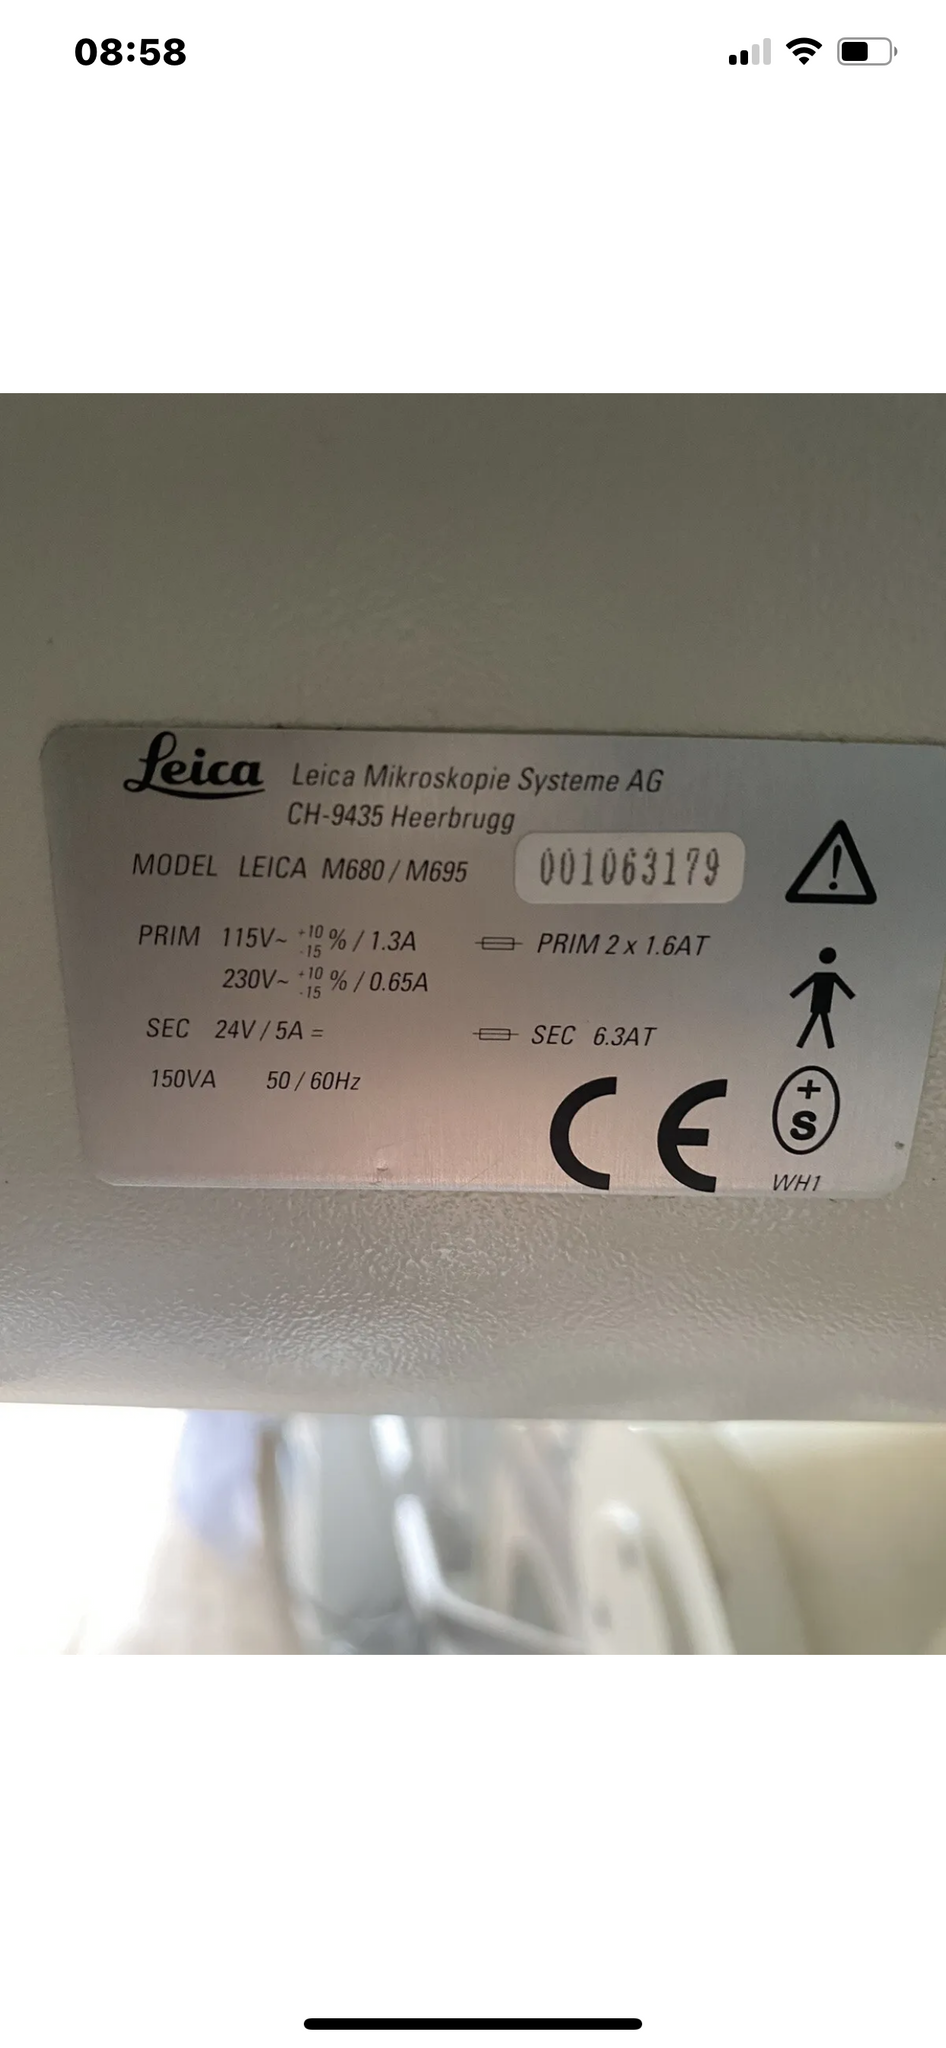 08:58
Leica Leica Mikroskopie Systeme AG
CH-9435 Heerbrugg
MODEL LEICA M680 / M695 001063179
PRIM 115V~ +10 -15 % / 1.3A PRIM 2 x 1.6AT
230V~ +10 -15 % / 0.65A
SEC 24V / 5A = SEC 6.3AT
150VA 50 / 60Hz
CE
+
S
WH1